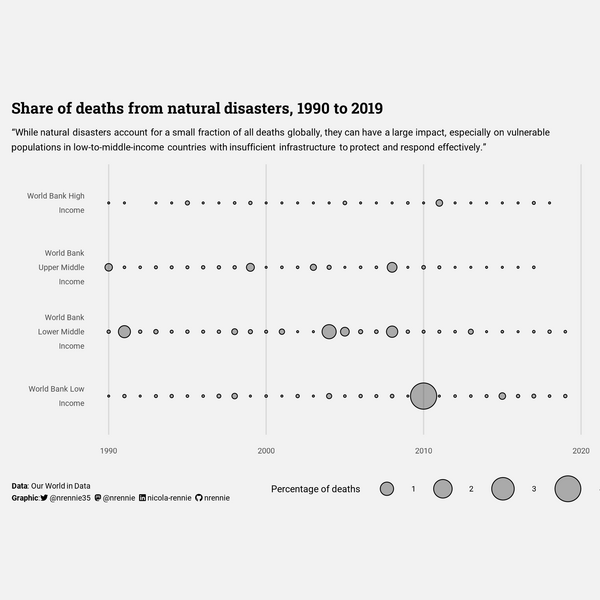 Share of deaths from natural disasters, 1990 to 2019
“While natural disasters account for a small fraction of all deaths globally, they can have a large impact, especially on vulnerable
populations in low-to-middle-income countries with insufficient infrastructure to protect and respond effectively.”
World Bank High
Income
World Bank
Upper Middle
Income
World Bank
Lower Middle
Income
World Bank Low
Income
1990 2000 2010 2020
Data: Our World in Data
Graphic: @nrennie35 @nrennie nicola-rennie nrennie
Percentage of deaths 1 2 3